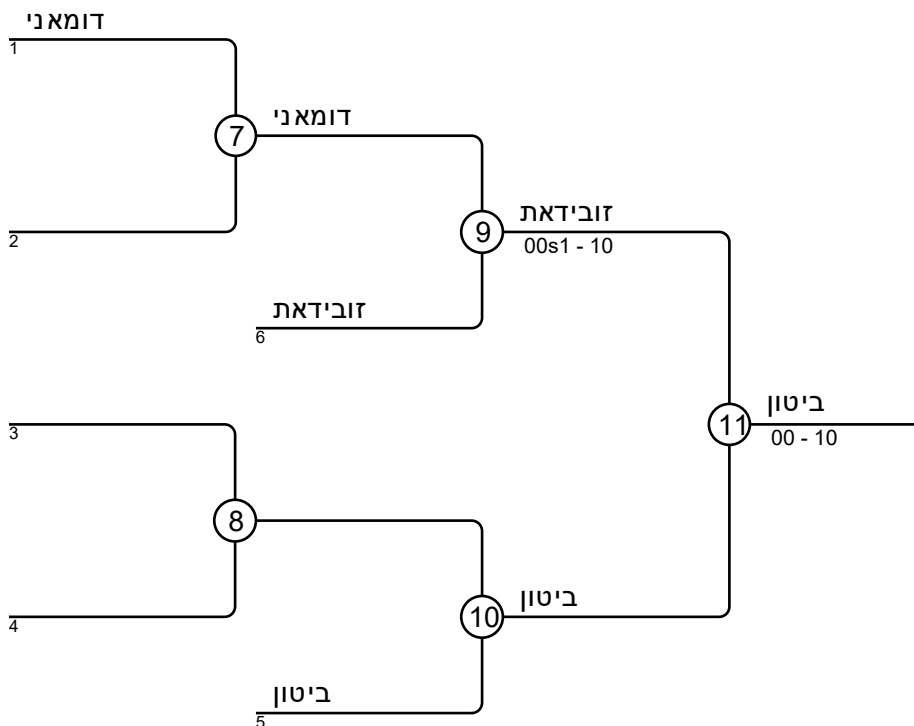 דומאני
1
7
דומאני
2
9
זובידאת
00s1 - 10
זובידאת
6
3
11
ביטון
00 - 10
8
4
10
ביטון
ביטון
5